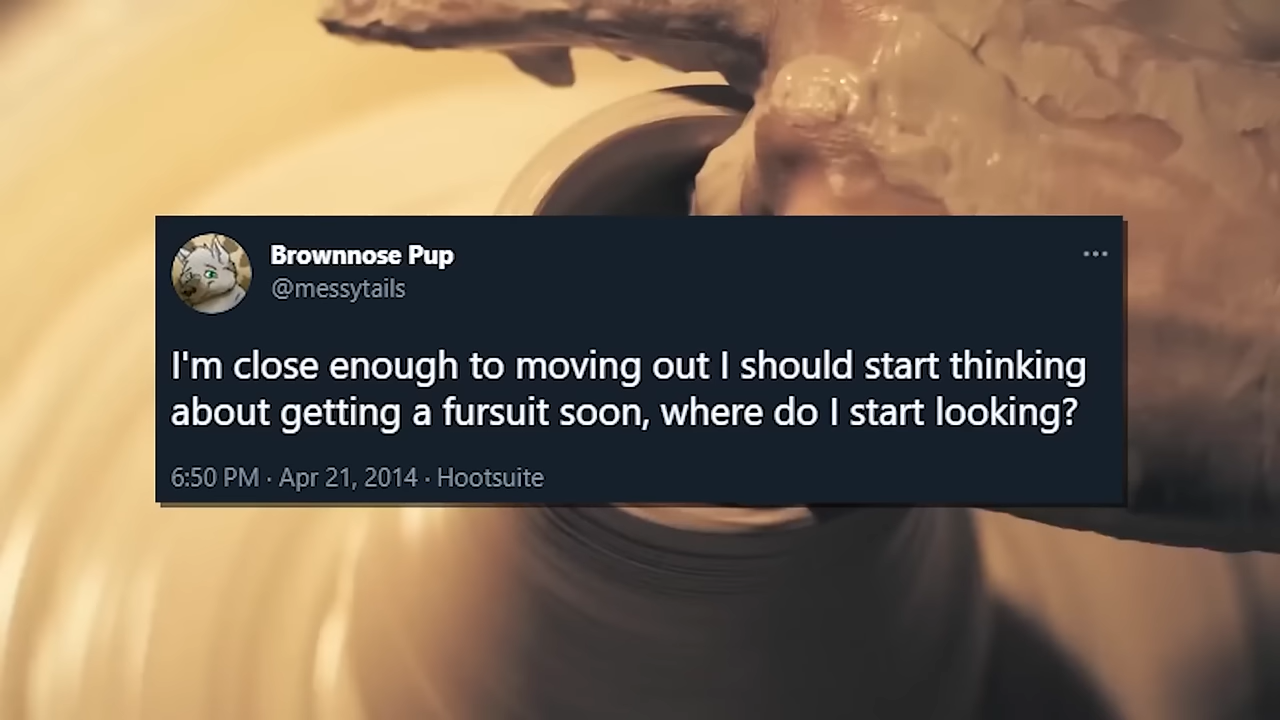 Brownnose Pup
@messytails
I'm close enough to moving out I should start thinking
about getting a fursuit soon, where do I start looking?
6:50 PM · Apr 21, 2014 · Hootsuite